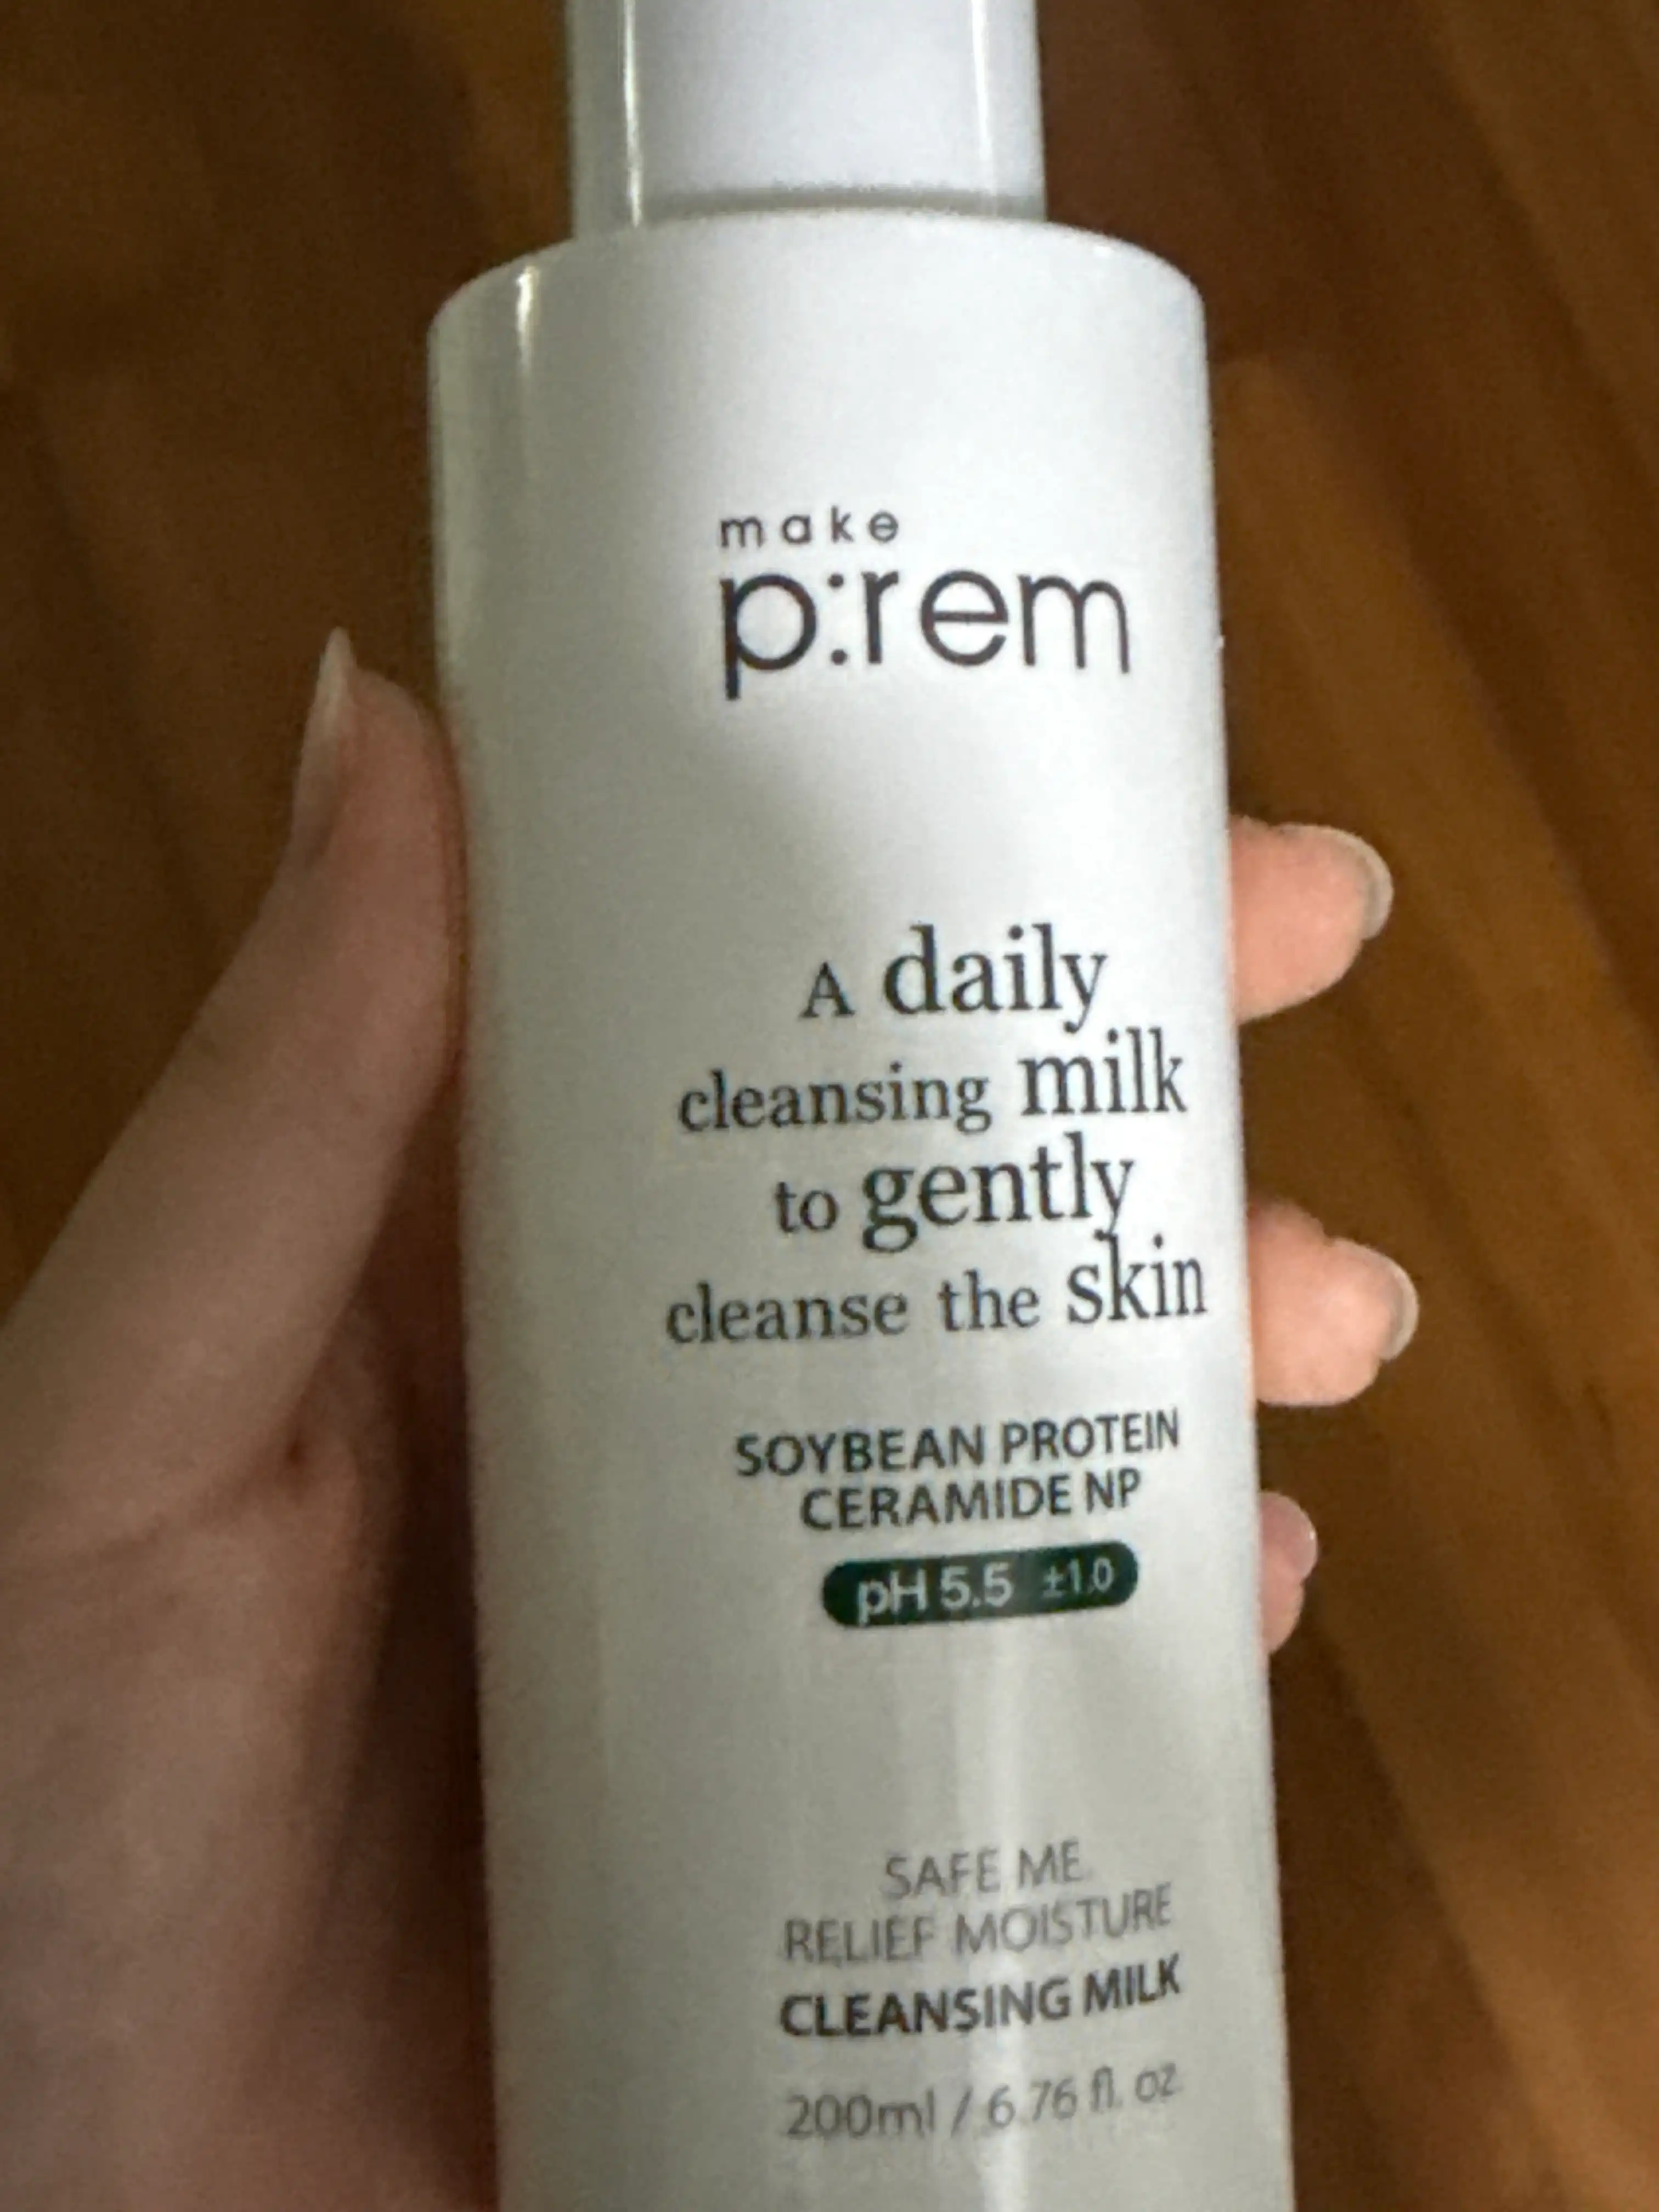 make
p:rem
A daily
cleansing milk
to gently
cleanse the skin
SOYBEAN PROTEIN
CERAMIDE NP
pH 5.5 ±1.0
SAFE ME
RELIEF MOISTURE
CLEANSING MILK
200ml / 6.76 fl. oz